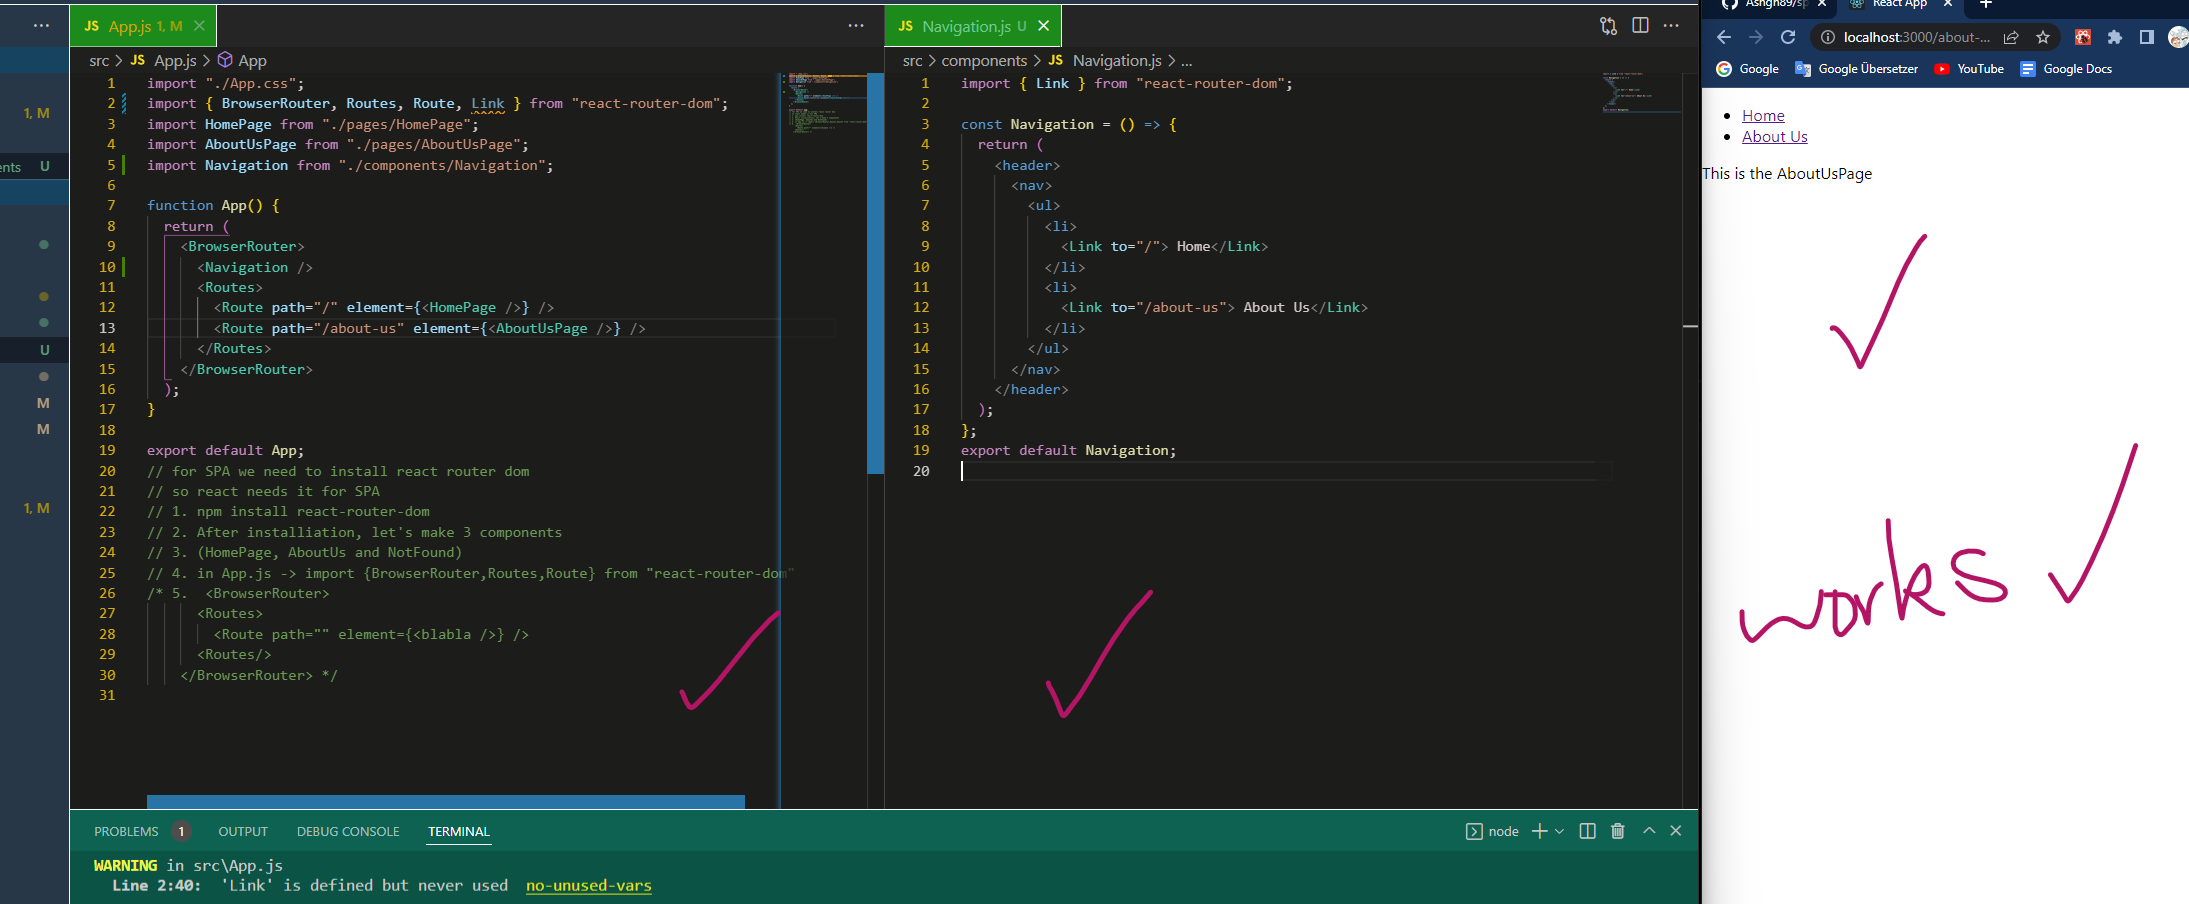 JS App.js 1, M
src > JS App.js > App
1 import "./App.css";
2 import { BrowserRouter, Routes, Route, Link } from "react-router-dom";
3 import HomePage from "./pages/HomePage";
4 import AboutUsPage from "./pages/AboutUsPage";
5 import Navigation from "./components/Navigation";
6
7 function App() {
8 return (
9 <BrowserRouter>
10 <Navigation />
11 <Routes>
12 <Route path="/" element={<HomePage />} />
13 <Route path="/about-us" element={<AboutUsPage />} />
14 </Routes>
15 </BrowserRouter>
16 );
17 }
18
19 export default App;
20 // for SPA we need to install react router dom
21 // so react needs it for SPA
22 // 1. npm install react-router-dom
23 // 2. After installiation, let's make 3 components
24 // 3. (HomePage, AboutUs and NotFound)
25 // 4. in App.js -> import {BrowserRouter,Routes,Route} from "react-router-dom"
26 /* 5. <BrowserRouter>
27 <Routes>
28 <Route path="" element={<blabla />} />
29 <Routes/>
30 </BrowserRouter> */
31
1, M
ents U
U
M
M
1, M
JS Navigation.js U
src > components > JS Navigation.js > ...
1 import { Link } from "react-router-dom";
2
3 const Navigation = () => {
4 return (
5 <header>
6 <nav>
7 <ul>
8 <li>
9 <Link to="/"> Home</Link>
10 </li>
11 <li>
12 <Link to="/about-us"> About Us</Link>
13 </li>
14 </ul>
15 </nav>
16 </header>
17 );
18 };
19 export default Navigation;
20
PROBLEMS 1 OUTPUT DEBUG CONSOLE TERMINAL
node
WARNING in src\App.js
Line 2:40: 'Link' is defined but never used no-unused-vars
React App
localhost:3000/about-...
Google Google Übersetzer YouTube Google Docs
Home
About Us
This is the AboutUsPage
works